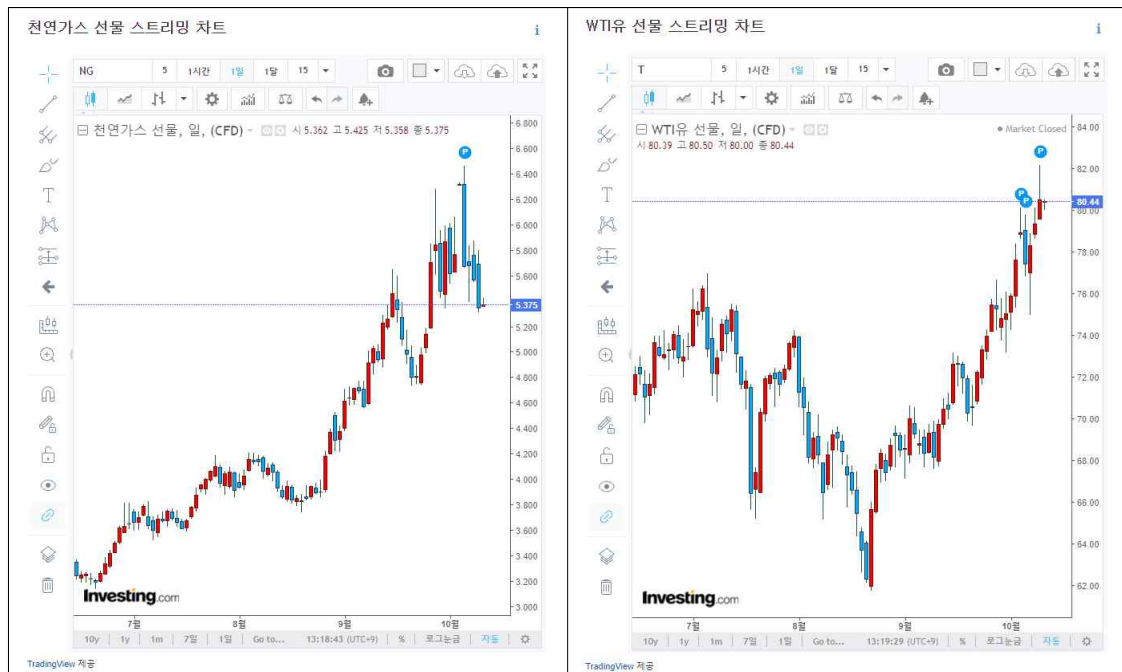 천연가스 선물 스트리밍 차트
NG 5 1시간 1일 1달 15
천연가스 선물, 일, (CFD) 시 5.362 고 5.425 저 5.358 종 5.375
P
6.800
6.600
6.400
6.200
6.000
5.800
5.600
5.375
5.200
5.000
4.800
4.600
4.400
4.200
4.000
3.800
3.600
3.400
3.200
3.000
Investing.com
7월 8월 9월 10월
10y 1y 1m 7일 1일 Go to... 13:18:43 (UTC+9) % 로그눈금 자동
TradingView 제공
WTI유 선물 스트리밍 차트
T 5 1시간 1일 1달 15
WTI유 선물, 일, (CFD) Market Closed
시 80.39 고 80.50 저 80.00 종 80.44
P
P
P
84.00
82.00
80.44
80.00
78.00
76.00
74.00
72.00
70.00
68.00
66.00
64.00
62.00
Investing.com
7월 8월 9월 10월
10y 1y 1m 7일 1일 Go to... 13:19:29 (UTC+9) % 로그눈금 자동
TradingView 제공